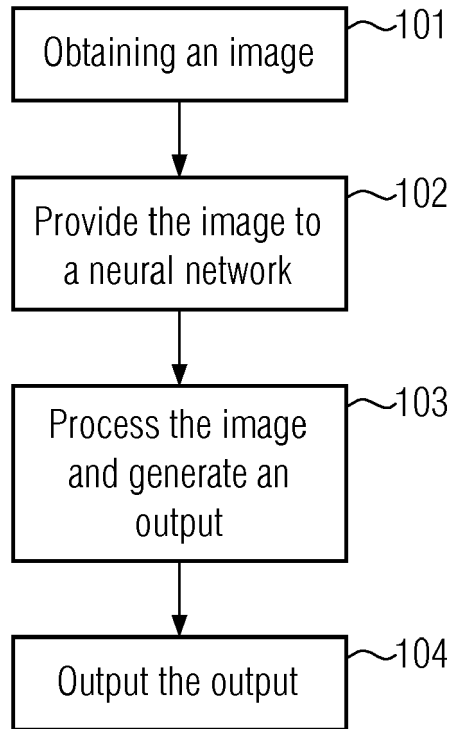 101
Obtaining an image
102
Provide the image to
a neural network
103
Process the image
and generate an
output
104
Output the output